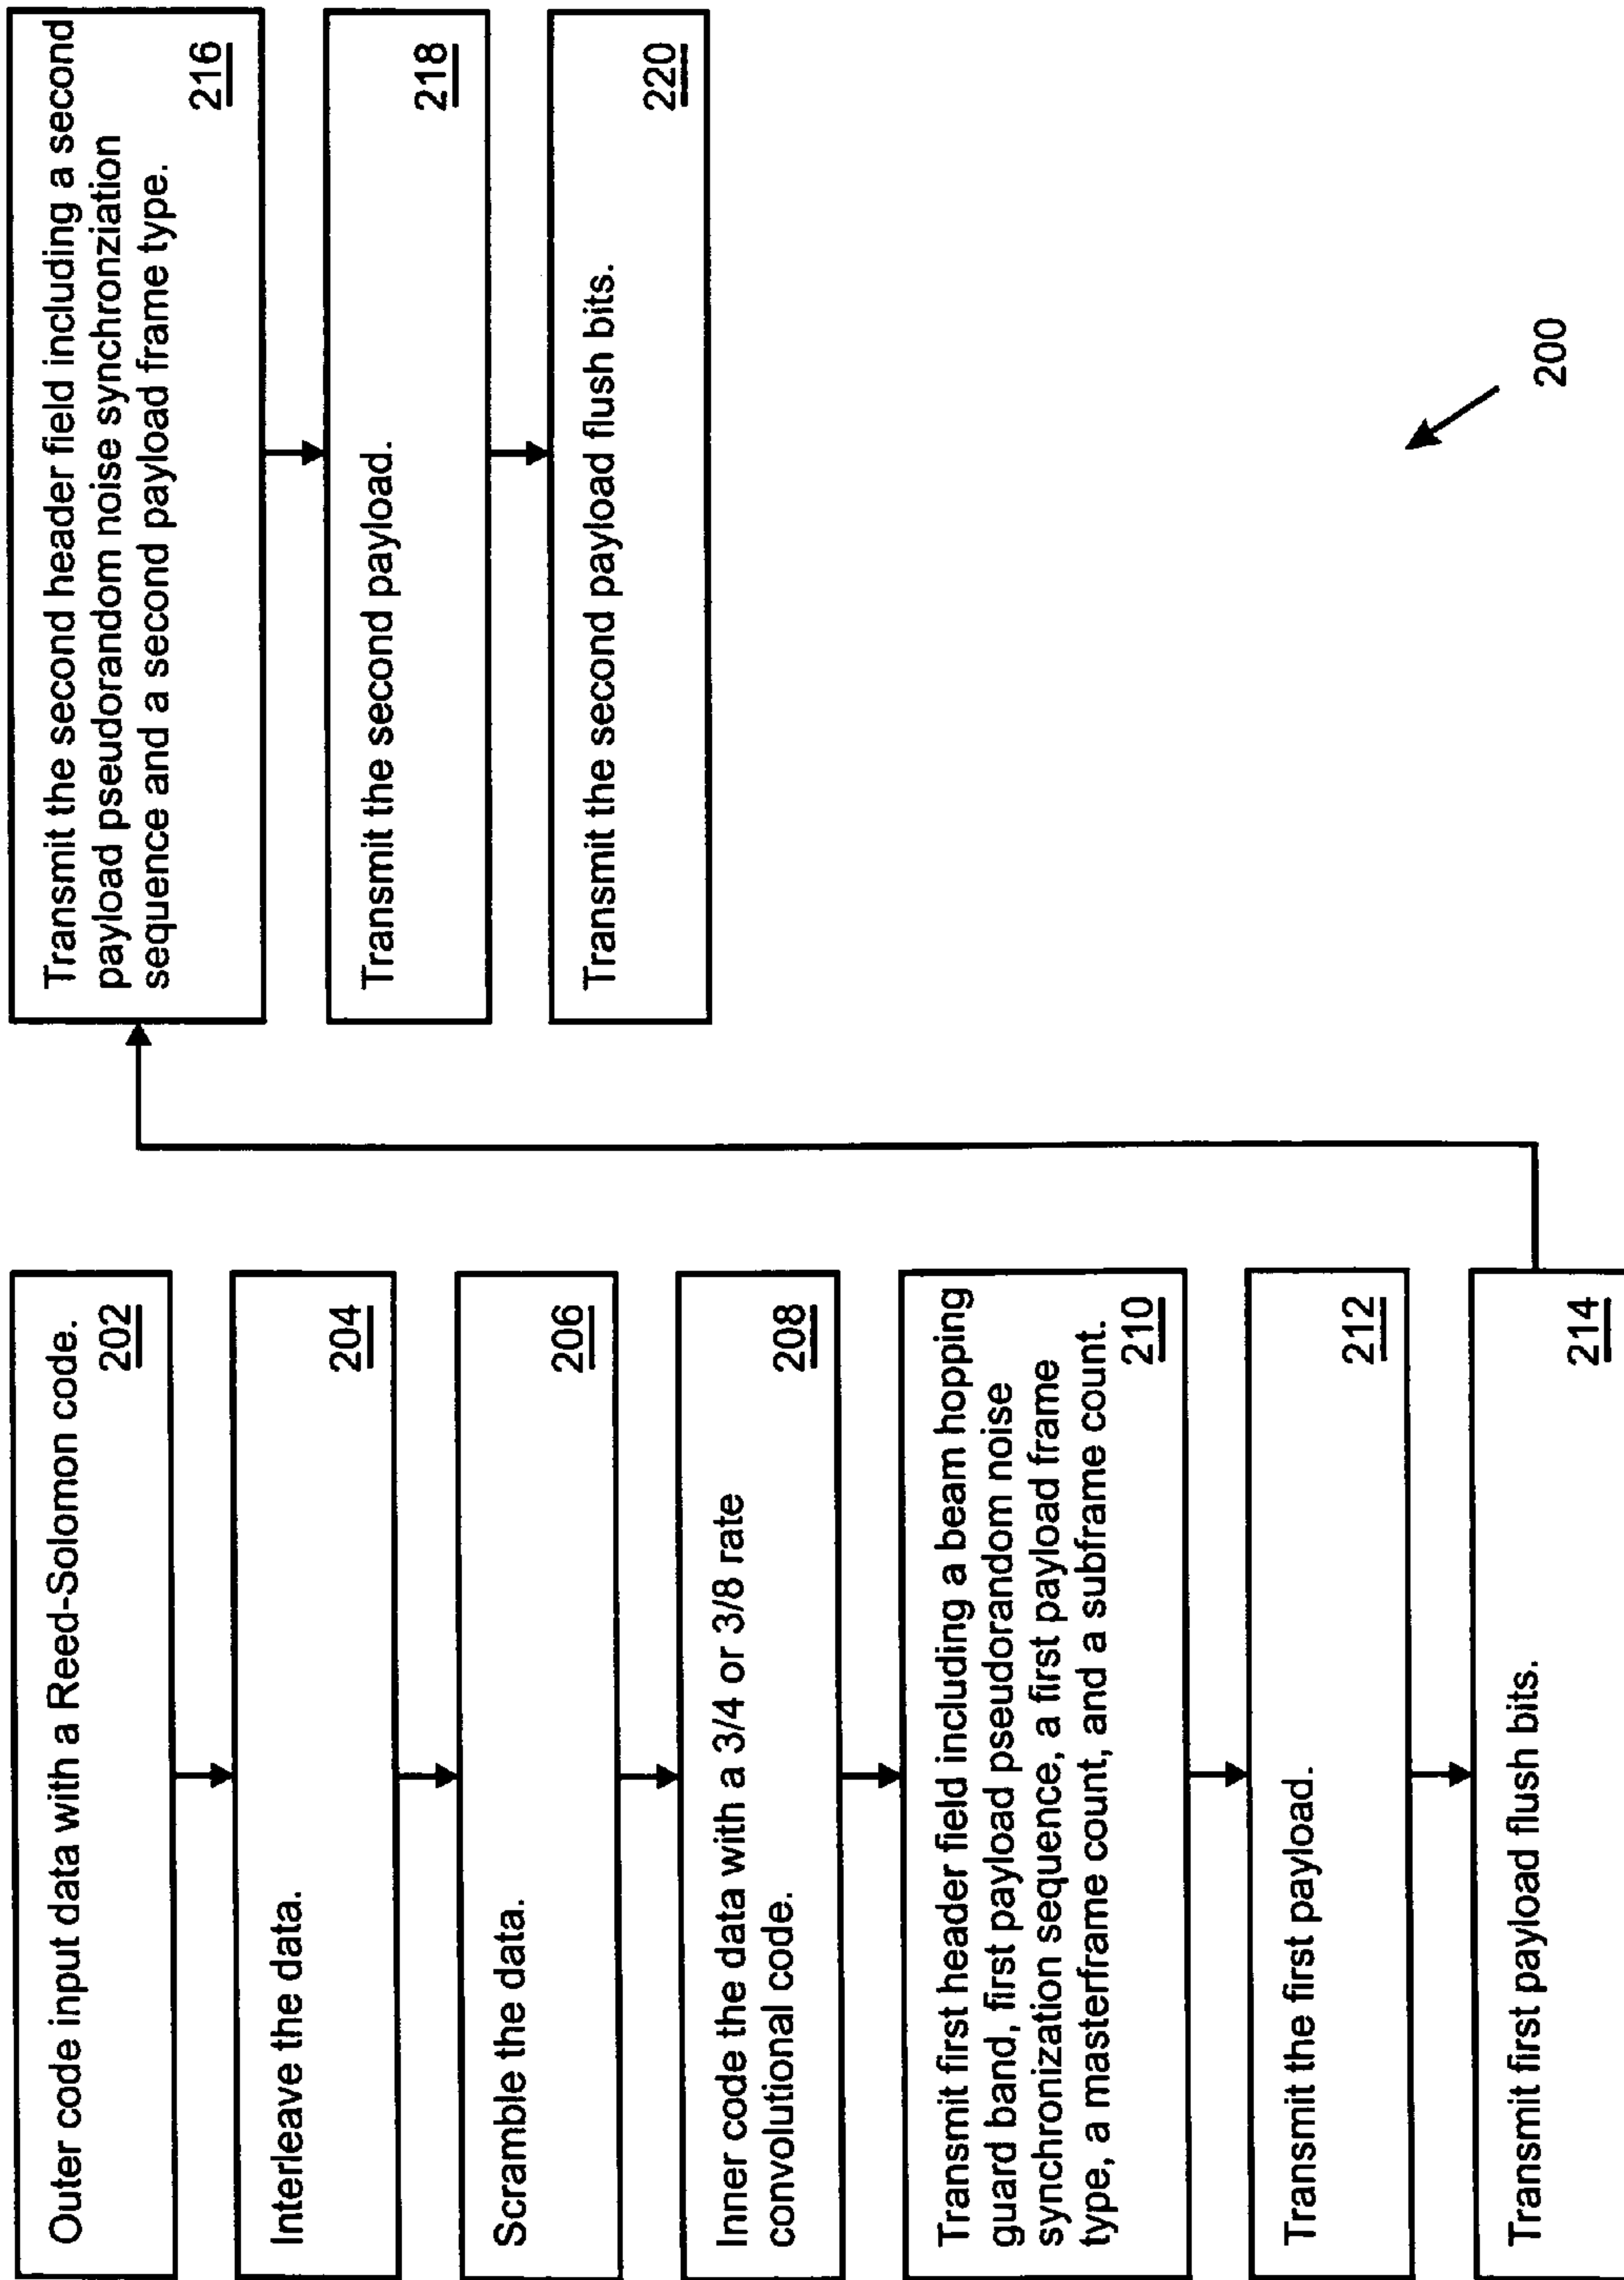 Outer code input data with a Reed-Solomon code.
202
Interleave the data.
204
Scramble the data.
206
Inner code the data with a 3/4 or 3/8 rate
convolutional code.
208
Transmit first header field including a beam hopping
guard band, first payload pseudorandom noise
synchronization sequence, a first payload frame
type, a masterframe count, and a subframe count.
210
Transmit the first payload.
212
Transmit first payload flush bits.
214
Transmit the second header field including a second
payload pseudorandom noise synchronziation
sequence and a second payload frame type.
216
Transmit the second payload.
218
Transmit the second payload flush bits.
220
200